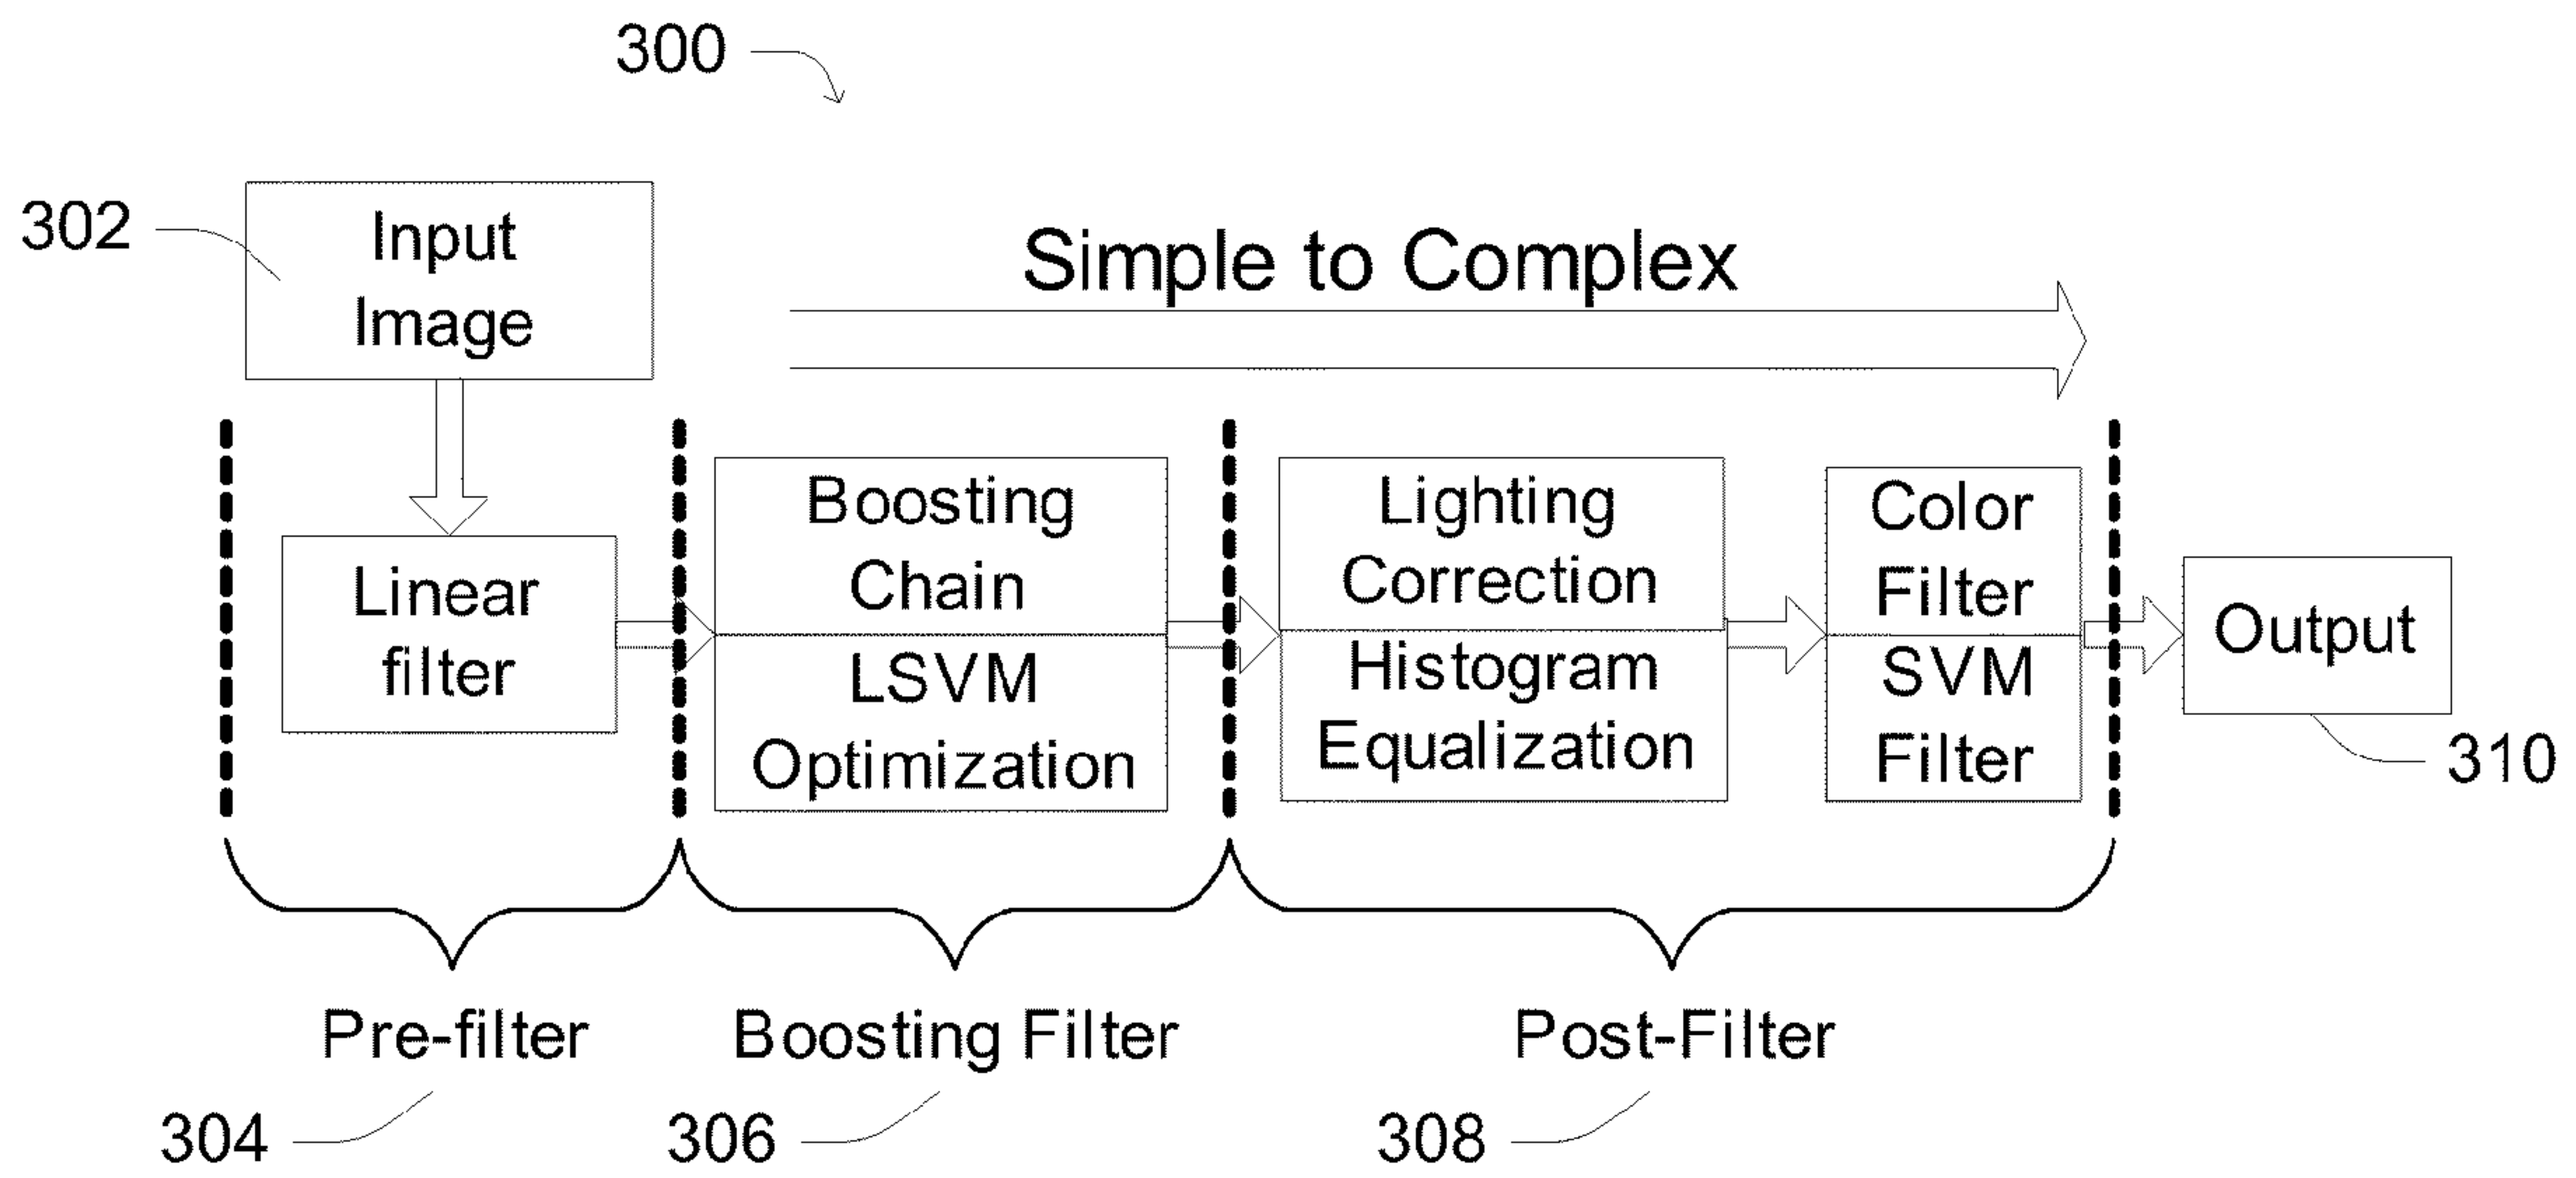 300
302
Input
Image
Simple to Complex
Linear
filter
Boosting
Chain
LSVM
Optimization
Lighting
Correction
Histogram
Equalization
Color
Filter
SVM
Filter
Output
310
Pre-filter
Boosting Filter
Post-Filter
304
306
308